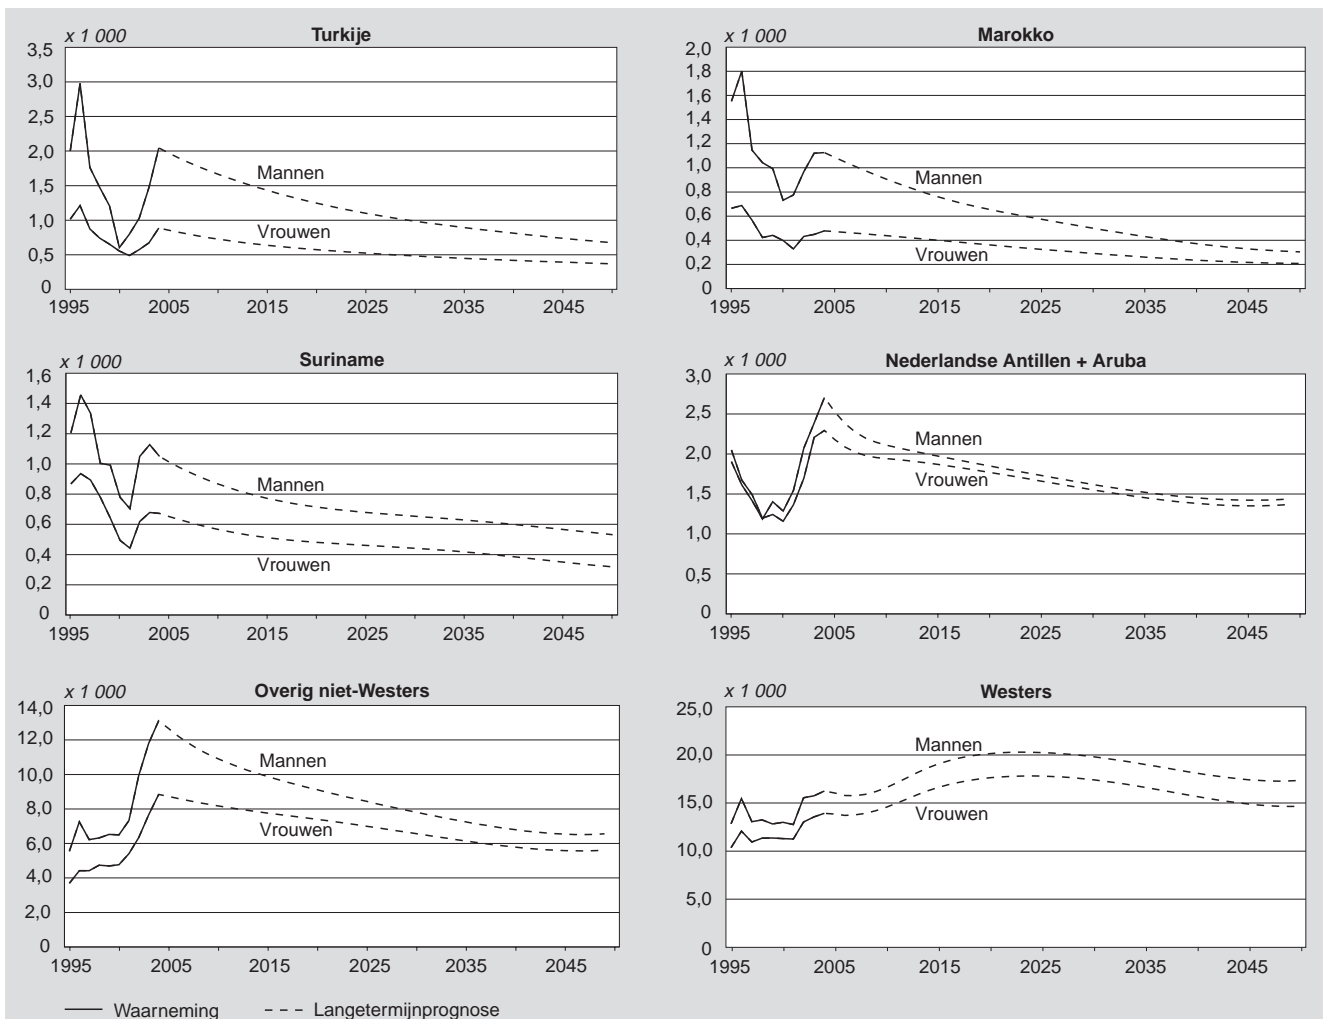 Turkije
x 1 000
3,5
3,0
2,5
2,0
1,5
1,0
0,5
0
Mannen
Vrouwen
1995 2005 2015 2025 2035 2045
Marokko
x 1 000
2,0
1,8
1,6
1,4
1,2
1,0
0,8
0,6
0,4
0,2
0
Mannen
Vrouwen
1995 2005 2015 2025 2035 2045
Suriname
x 1 000
1,6
1,4
1,2
1,0
0,8
0,6
0,4
0,2
0
Mannen
Vrouwen
1995 2005 2015 2025 2035 2045
Nederlandse Antillen + Aruba
x 1 000
3,0
2,5
2,0
1,5
1,0
0,5
0
Mannen
Vrouwen
1995 2005 2015 2025 2035 2045
Overig niet-Westers
x 1 000
14,0
12,0
10,0
8,0
6,0
4,0
2,0
0
Mannen
Vrouwen
1995 2005 2015 2025 2035 2045
Westers
x 1 000
25,0
20,0
15,0
10,0
5,0
0
Mannen
Vrouwen
1995 2005 2015 2025 2035 2045
Waarneming Langetermijnprognose